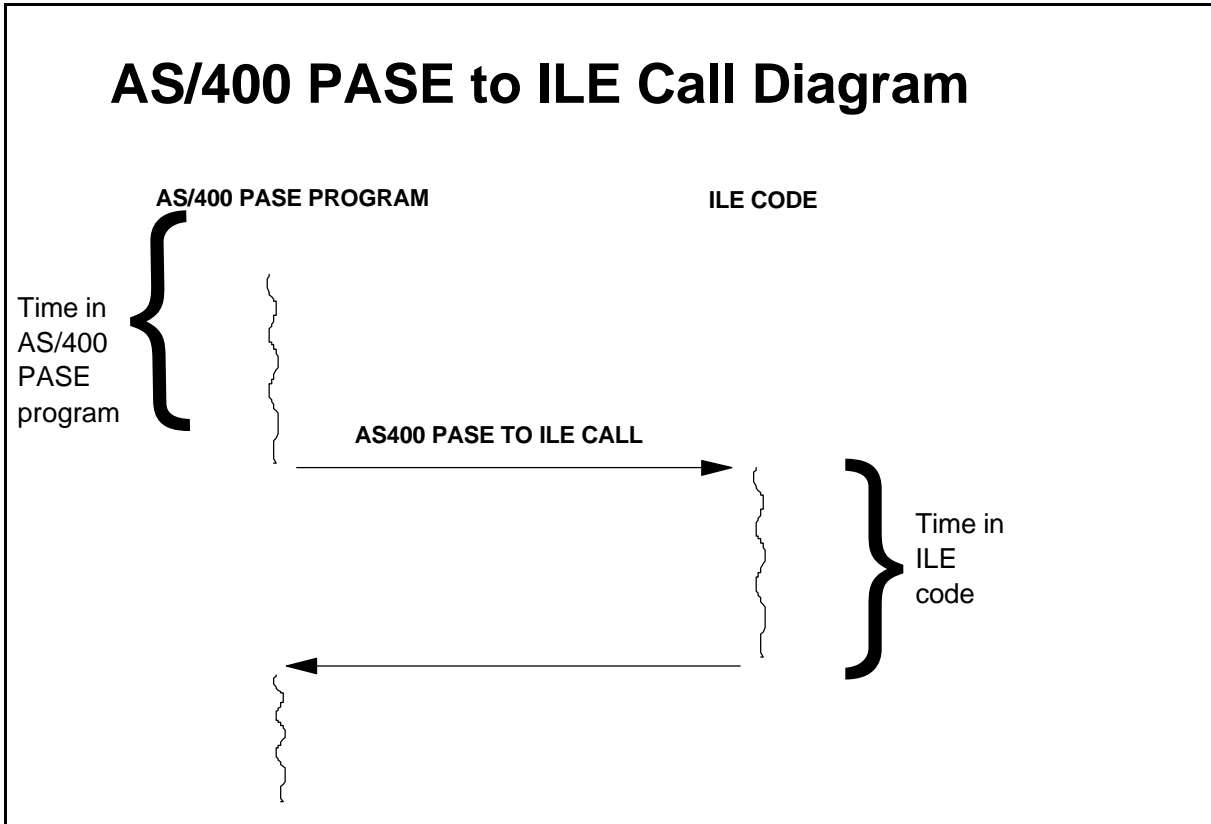 AS/400 PASE to ILE Call Diagram
AS/400 PASE PROGRAM
ILE CODE
Time in
AS/400
PASE
program
AS400 PASE TO ILE CALL
Time in
ILE
code